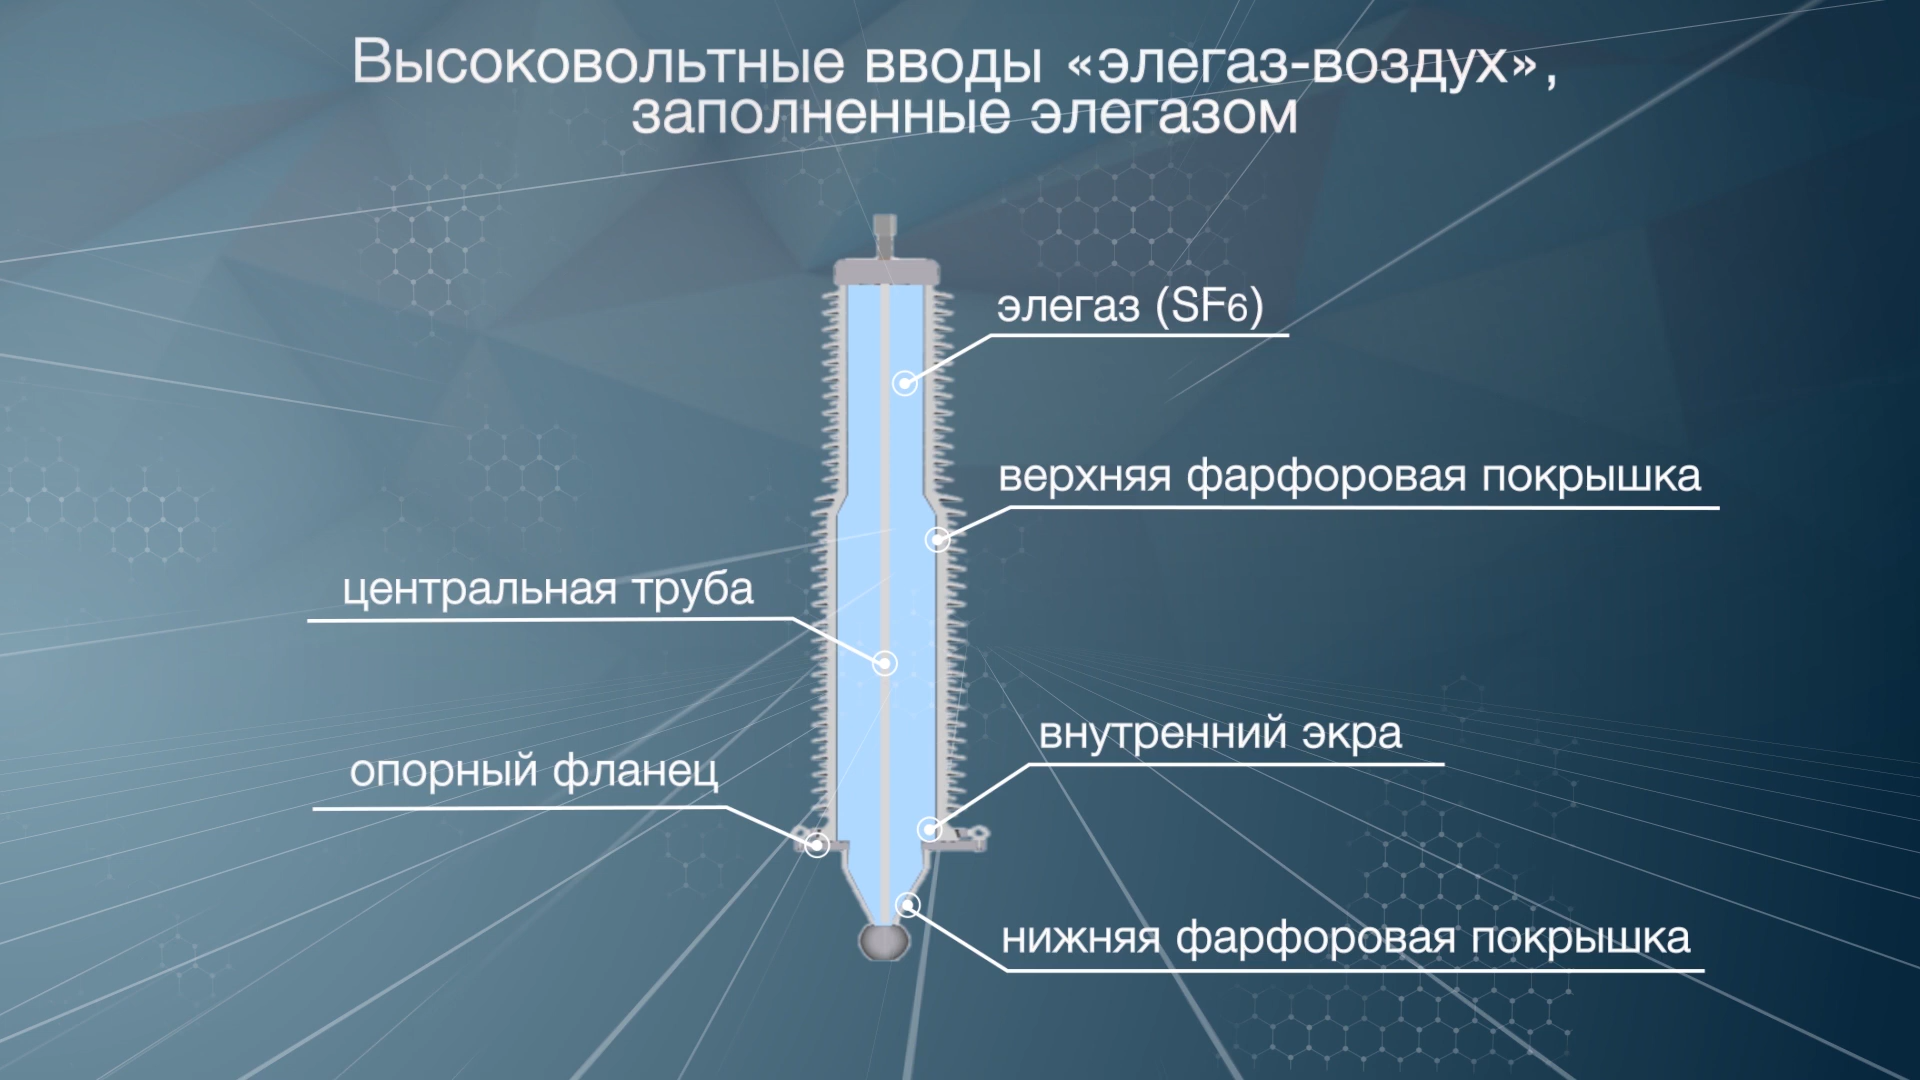 Высоковольтные вводы «элегаз-воздух»,
заполненные элегазом
элегаз (SF6)
верхняя фарфоровая покрышка
центральная труба
внутренний экра
опорный фланец
нижняя фарфоровая покрышка